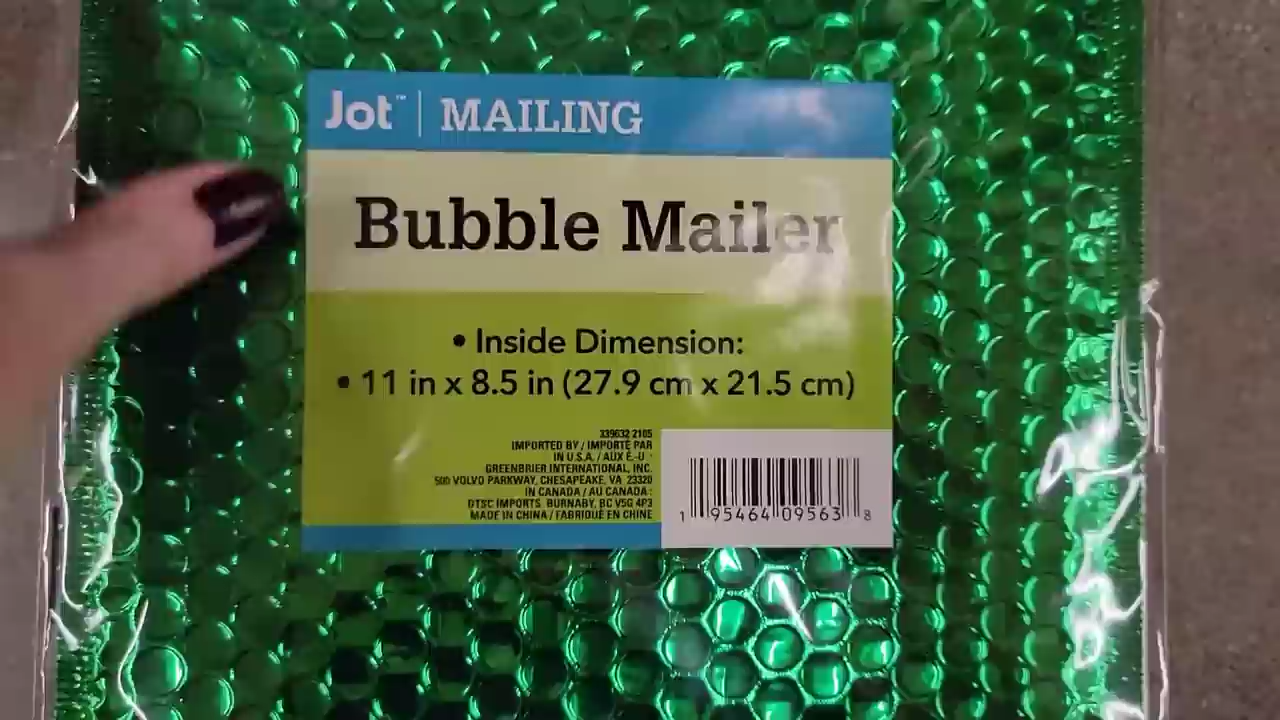 Jot™ | MAILING
Bubble Mailer
• Inside Dimension:
• 11 in x 8.5 in (27.9 cm x 21.5 cm)
339632 2105
IMPORTED BY / IMPORTÉ PAR
IN U.S.A. / AUX É.-U :
GREENBRIER INTERNATIONAL, INC.
500 VOLVO PARKWAY, CHESAPEAKE, VA 23320
IN CANADA / AU CANADA :
DTSC IMPORTS, BURNABY, BC V5G 4P3
MADE IN CHINA / FABRIQUÉ EN CHINE
1 95464 09563 8